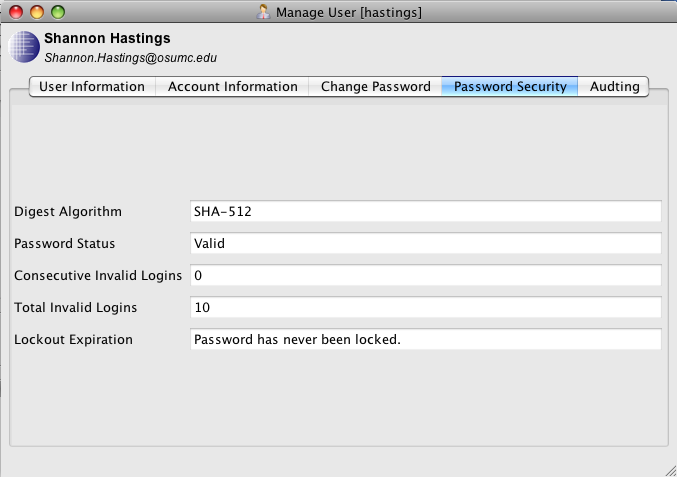 Manage User [hastings]
Shannon Hastings
Shannon.Hastings@osumc.edu
User Information Account Information Change Password Password Security Audting
Digest Algorithm SHA-512
Password Status Valid
Consecutive Invalid Logins 0
Total Invalid Logins 10
Lockout Expiration Password has never been locked.